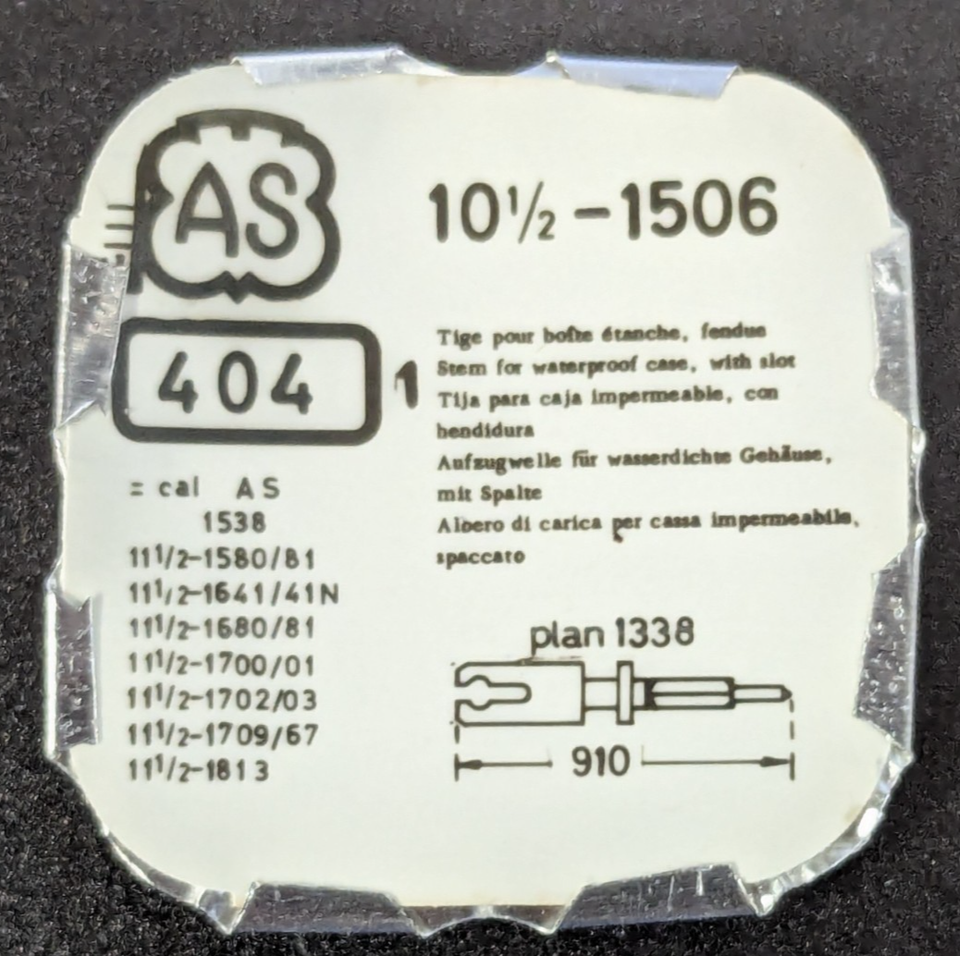 AS
10½ -1506
404 1
Tige pour boîte étanche, fendue
Stem for waterproof case, with slot
Tija para caja impermeable, con
hendidura
Aufzugwelle für wasserdichte Gehäuse,
mit Spalte
Albero di carica per cassa impermeabile,
spaccato
= cal AS
1538
11½-1580/81
11½-1641/41N
11½-1680/81
11½-1700/01
11½-1702/03
11½-1709/67
11½-1813
plan 1338
910